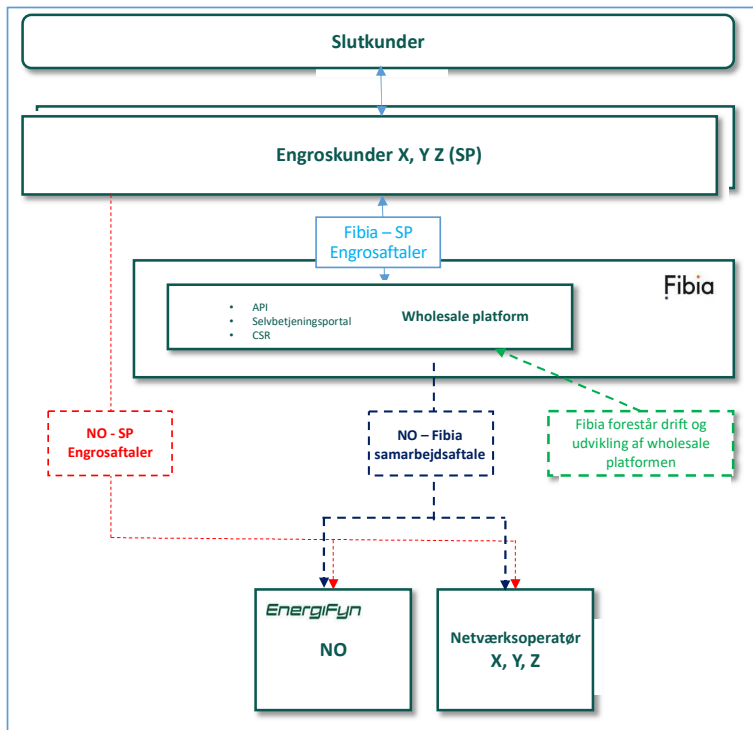 Slutkunder
Engroskunder X, Y Z (SP)
Fibia – SP
Engrosaftaler
Fibia
• API
• Selvbetjeningsportal
• CSR
Wholesale platform
NO - SP
Engrosaftaler
NO – Fibia
samarbejdsaftale
Fibia forestår drift og
udvikling af wholesale
platformen
EnergiFyn
NO
Netværksoperatør
X, Y, Z